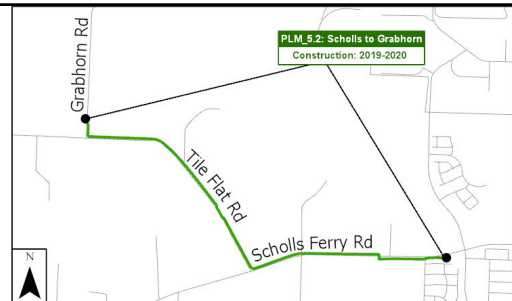 PLM_5.2: Scholls to Grabhorn
Construction: 2019-2020
Grabhorn Rd
Tile Flat Rd
Scholls Ferry Rd
N